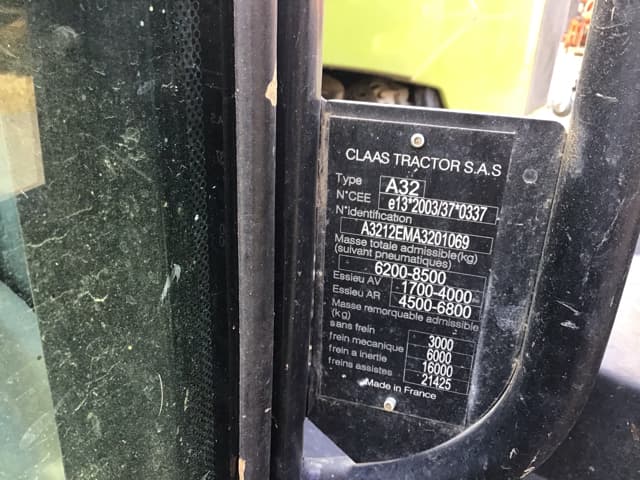 CLAAS TRACTOR S.A.S
Type A32
N°CEE e13*2003/37*0337
N°identification
A3212EMA3201069
Masse totale admissible(kg)
(suivant pneumatiques)
6200-8500
Essieu AV 1700-4000
Essieu AR 4500-6800
Masse remorquable admissible
(kg)
sans frein 3000
frein mecanique 6000
frein a inertie 16000
freins assistes 21425
Made in France